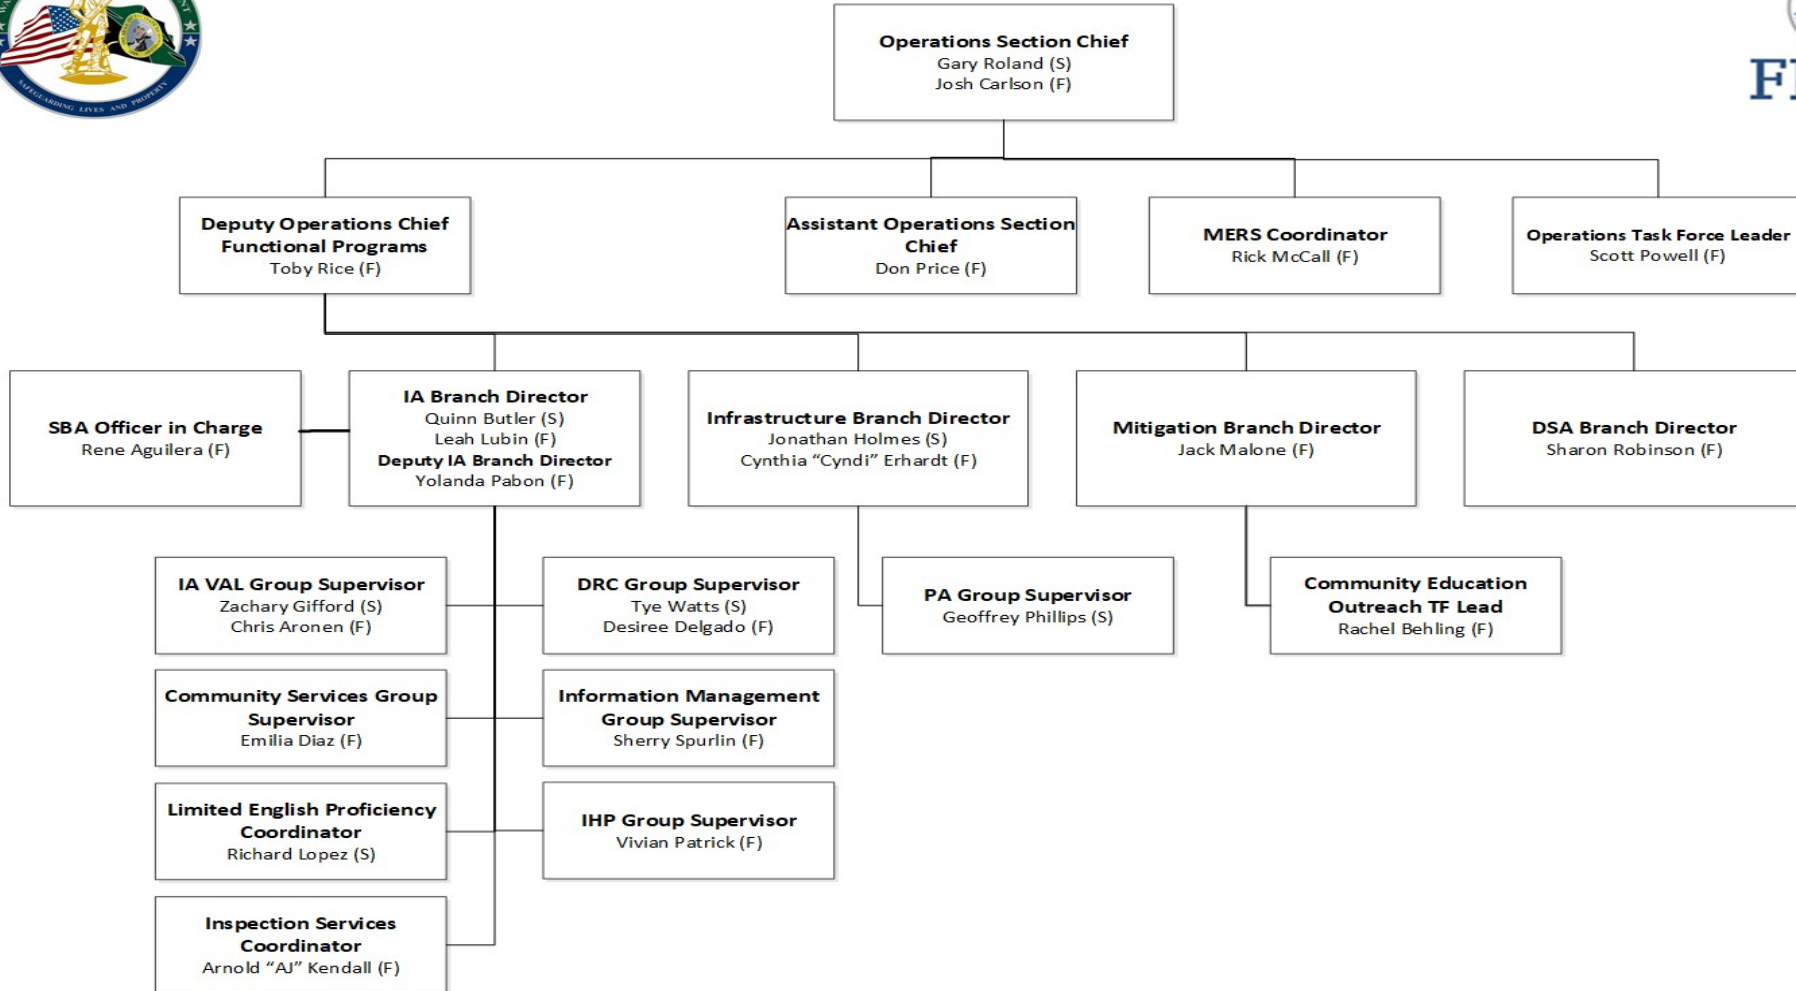 SAFEGUARDING LIVES AND PROPERTY
Operations Section Chief
Gary Roland (S)
Josh Carlson (F)
Deputy Operations Chief
Functional Programs
Toby Rice (F)
Assistant Operations Section
Chief
Don Price (F)
MERS Coordinator
Rick McCall (F)
Operations Task Force Leader
Scott Powell (F)
SBA Officer in Charge
Rene Aguilera (F)
IA Branch Director
Quinn Butler (S)
Leah Lubin (F)
Deputy IA Branch Director
Yolanda Pabon (F)
Infrastructure Branch Director
Jonathan Holmes (S)
Cynthia “Cyndi” Erhardt (F)
Mitigation Branch Director
Jack Malone (F)
DSA Branch Director
Sharon Robinson (F)
IA VAL Group Supervisor
Zachary Gifford (S)
Chris Aronen (F)
DRC Group Supervisor
Tye Watts (S)
Desiree Delgado (F)
PA Group Supervisor
Geoffrey Phillips (S)
Community Education
Outreach TF Lead
Rachel Behling (F)
Community Services Group
Supervisor
Emilia Diaz (F)
Information Management
Group Supervisor
Sherry Spurlin (F)
Limited English Proficiency
Coordinator
Richard Lopez (S)
IHP Group Supervisor
Vivian Patrick (F)
Inspection Services
Coordinator
Arnold “AJ” Kendall (F)